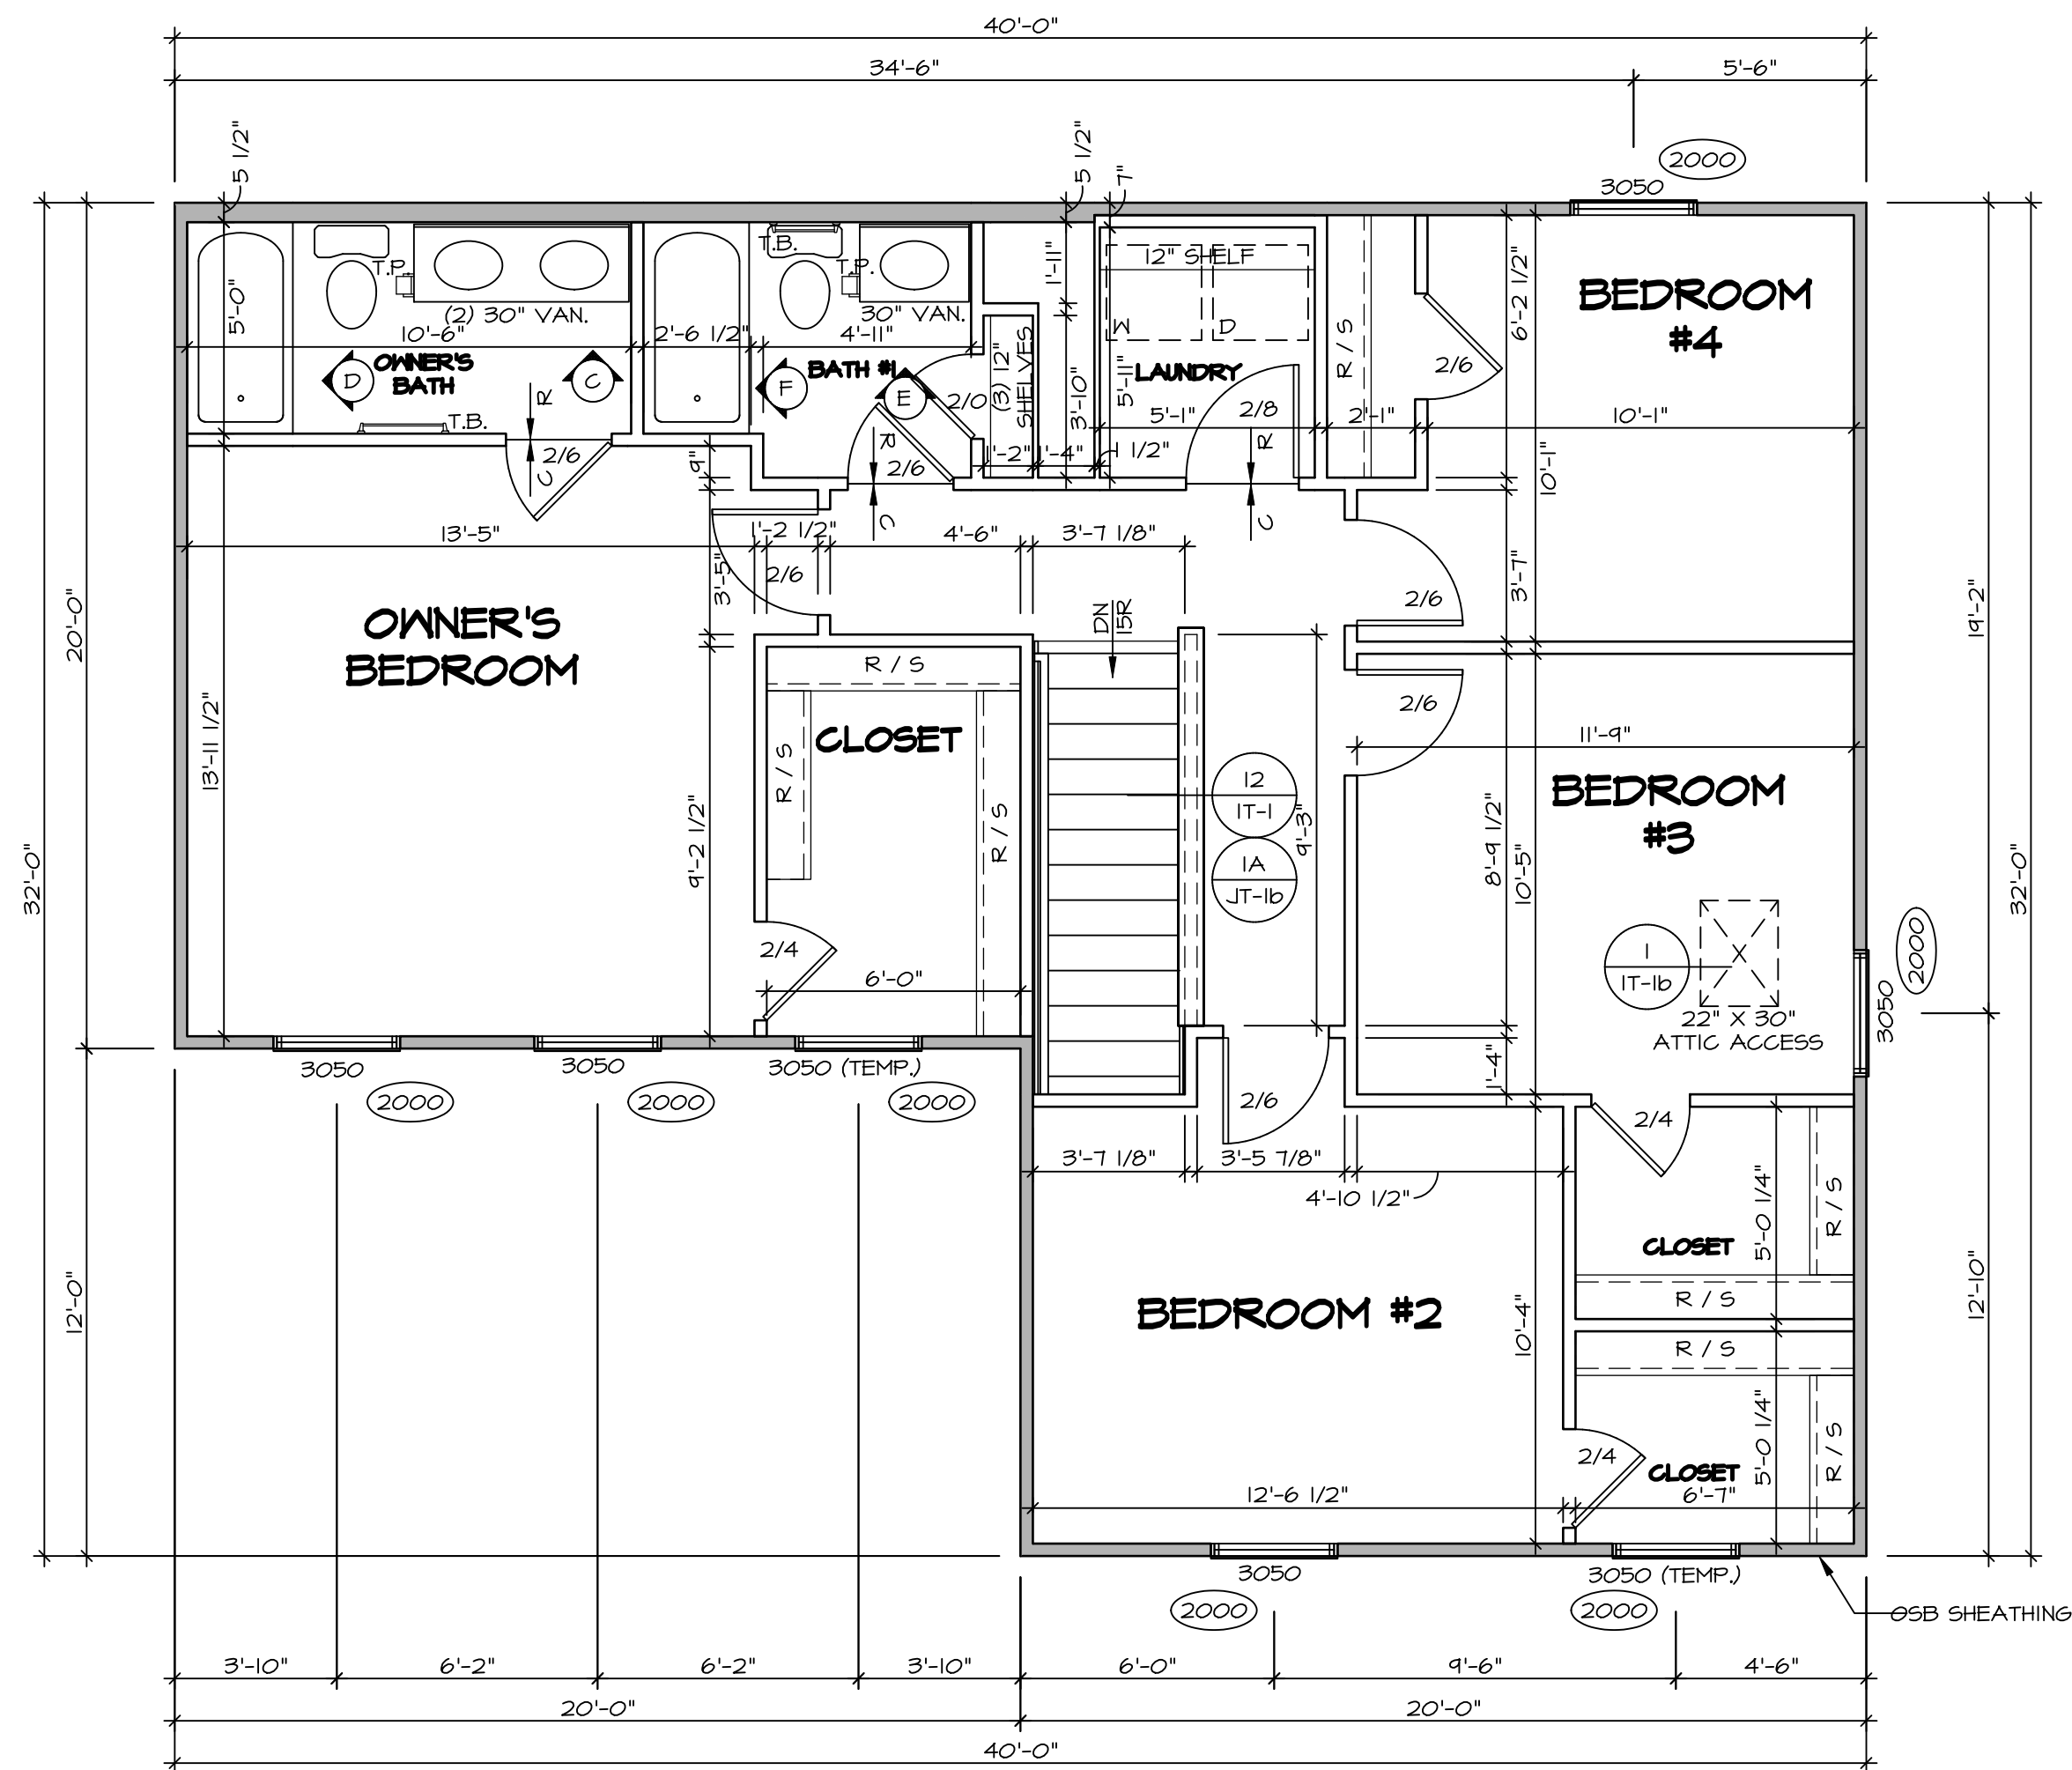 40'-0"
34'-6"
5'-6"
5 1/2"
5 1/2"
7"
2000
3050
T.B.
T.P.
T.P.
12" SHELF
1'-11"
6'-2 1/2"
BEDROOM
#4
5'-0"
(2) 30" VAN.
30" VAN.
10'-6"
2'-6 1/2"
4'-11"
W
D
R / S
OWNER'S
BATH
D
C
BATH #1
F
E
2/0
(3) 12"
SHELVES
3'-10"
5'-11"
LAUNDRY
2/6
R
T.B.
5'-1"
2/8
2'-1"
10'-1"
2/6
C
9"
R
2/6
1'-2"
1'-4"
1 1/2"
R
10'-1"
13'-5"
1'-2 1/2"
C
4'-6"
3'-7 1/8"
C
3'-5"
2/6
3'-7"
2/6
20'-0"
19'-2"
OWNER'S
BEDROOM
DN
15R
R / S
13'-11 1/2"
CLOSET
R / S
2/6
11'-9"
BEDROOM
#3
12
1T-1
9'-3"
R / S
9'-2 1/2"
8'-9 1/2"
10'-5"
1A
JT-1b
32'-0"
32'-0"
2/4
6'-0"
1
1T-1b
X
2000
3050
22" X 30"
ATTIC ACCESS
3050
3050
3050 (TEMP.)
1'-4"
2000
2000
2000
2/6
2/4
3'-7 1/8"
3'-5 7/8"
4'-10 1/2"
5'-0 1/4"
R / S
CLOSET
12'-0"
12'-10"
BEDROOM #2
10'-4"
R / S
R / S
5'-0 1/4"
R / S
2/4
CLOSET
12'-6 1/2"
6'-7"
3050
3050 (TEMP.)
2000
2000
OSB SHEATHING
3'-10"
6'-2"
6'-2"
3'-10"
6'-0"
9'-6"
4'-6"
20'-0"
20'-0"
40'-0"